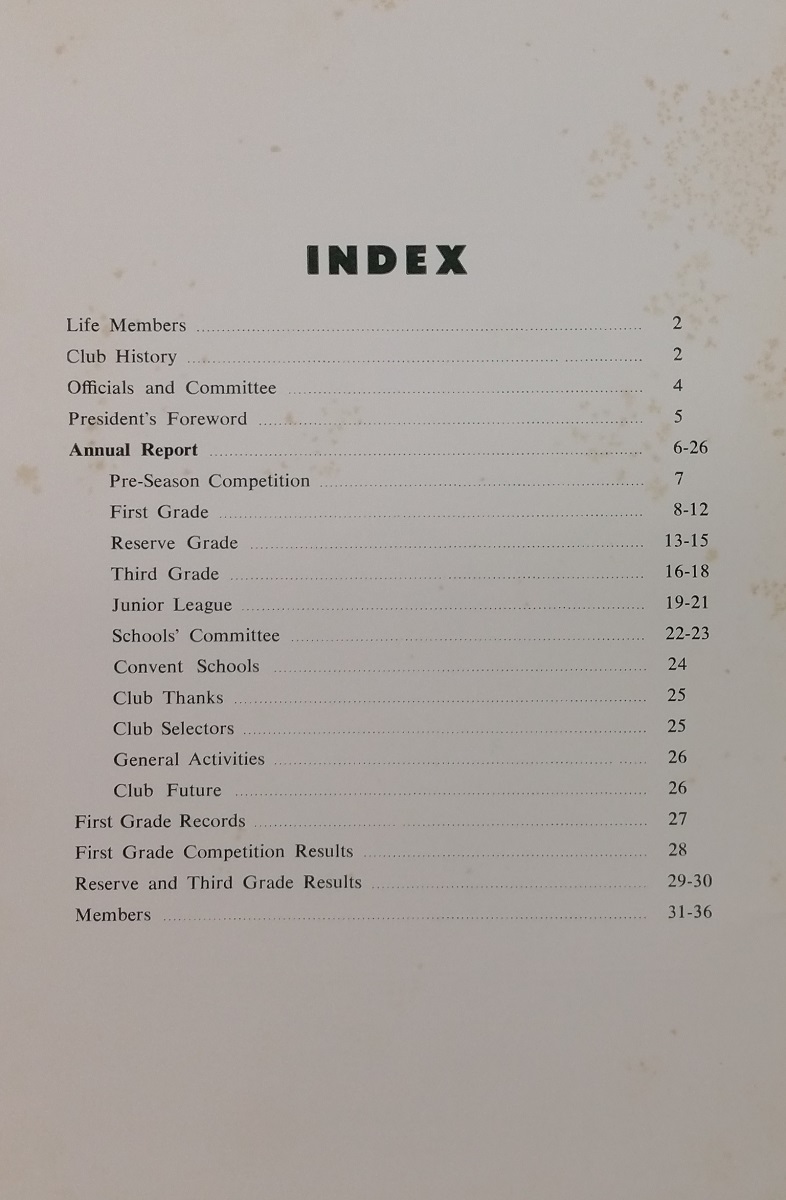 INDEX
Life Members ........ 2
Club History ........ 2
Officials and Committee ........ 4
President's Foreword ........ 5
Annual Report ........ 6-26
Pre-Season Competition ........ 7
First Grade ........ 8-12
Reserve Grade ........ 13-15
Third Grade ........ 16-18
Junior League ........ 19-21
Schools' Committee ........ 22-23
Convent Schools ........ 24
Club Thanks ........ 25
Club Selectors ........ 25
General Activities ........ 26
Club Future ........ 26
First Grade Records ........ 27
First Grade Competition Results ........ 28
Reserve and Third Grade Results ........ 29-30
Members ........ 31-36